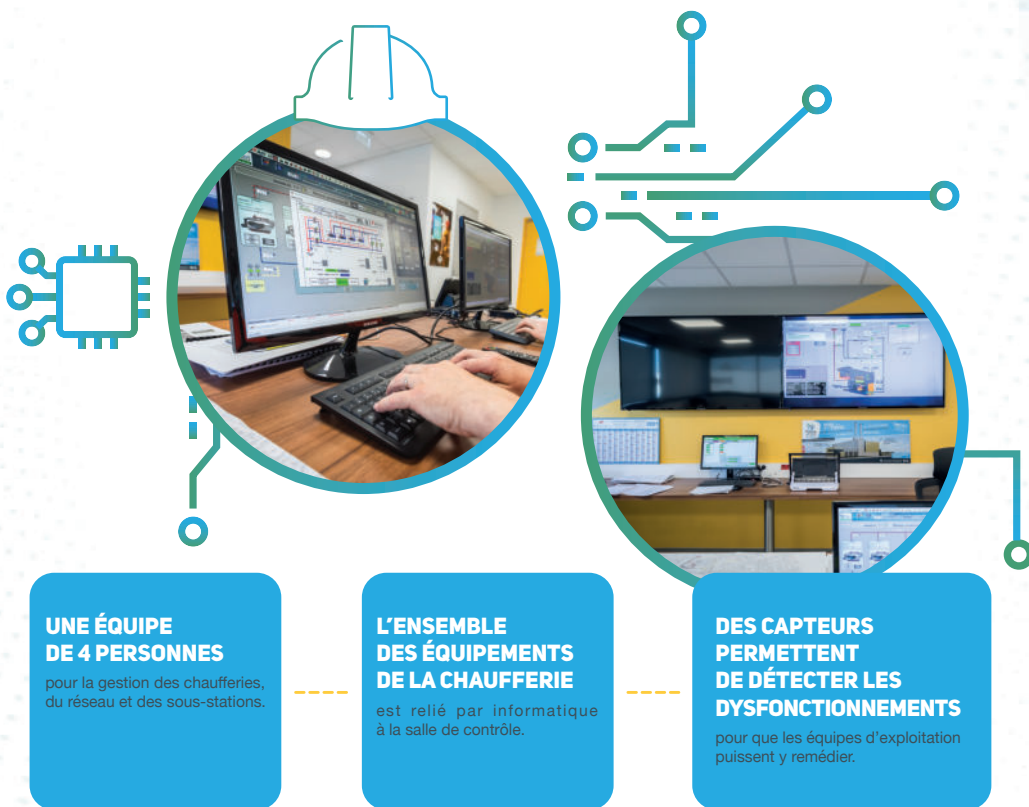 UNE ÉQUIPE
DE 4 PERSONNES
pour la gestion des chaufferies,
du réseau et des sous-stations.
L'ENSEMBLE
DES ÉQUIPEMENTS
DE LA CHAUFFERIE
est relié par informatique
à la salle de contrôle.
DES CAPTEURS
PERMETTENT
DE DÉTECTER LES
DYSFONCTIONNEMENTS
pour que les équipes d'exploitation
puissent y remédier.